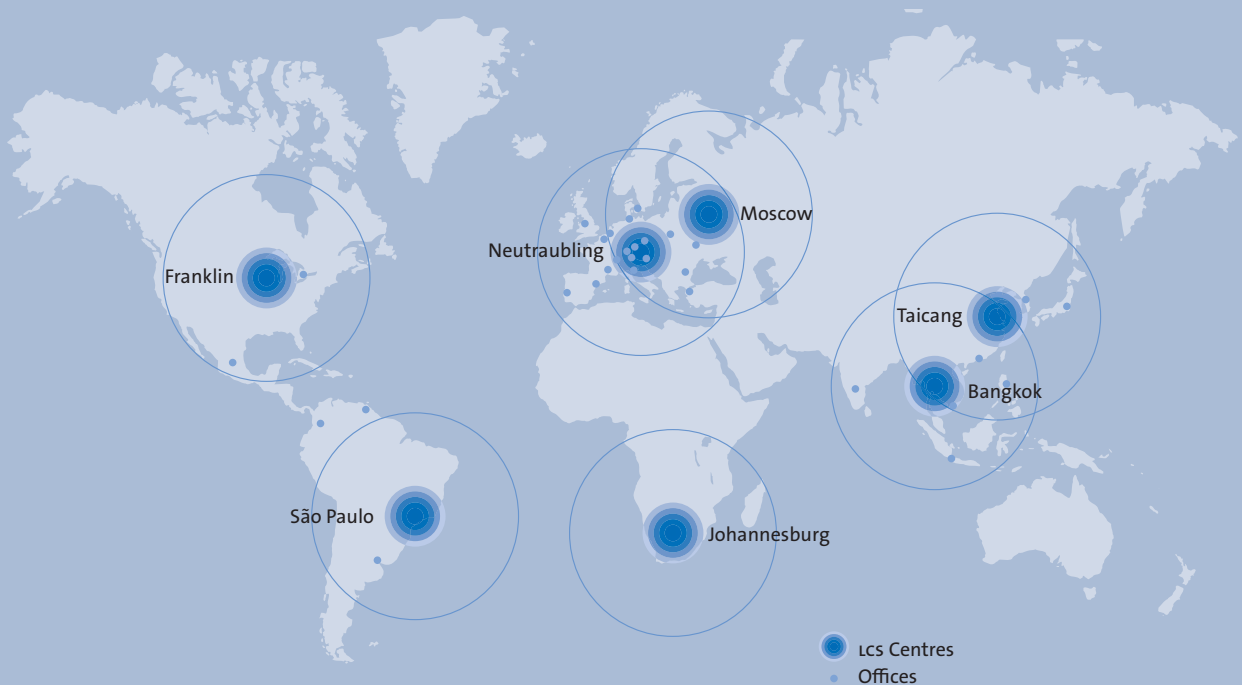 Moscow
Neutraubling
Franklin
Taicang
Bangkok
São Paulo
Johannesburg
LCS Centres
Offices